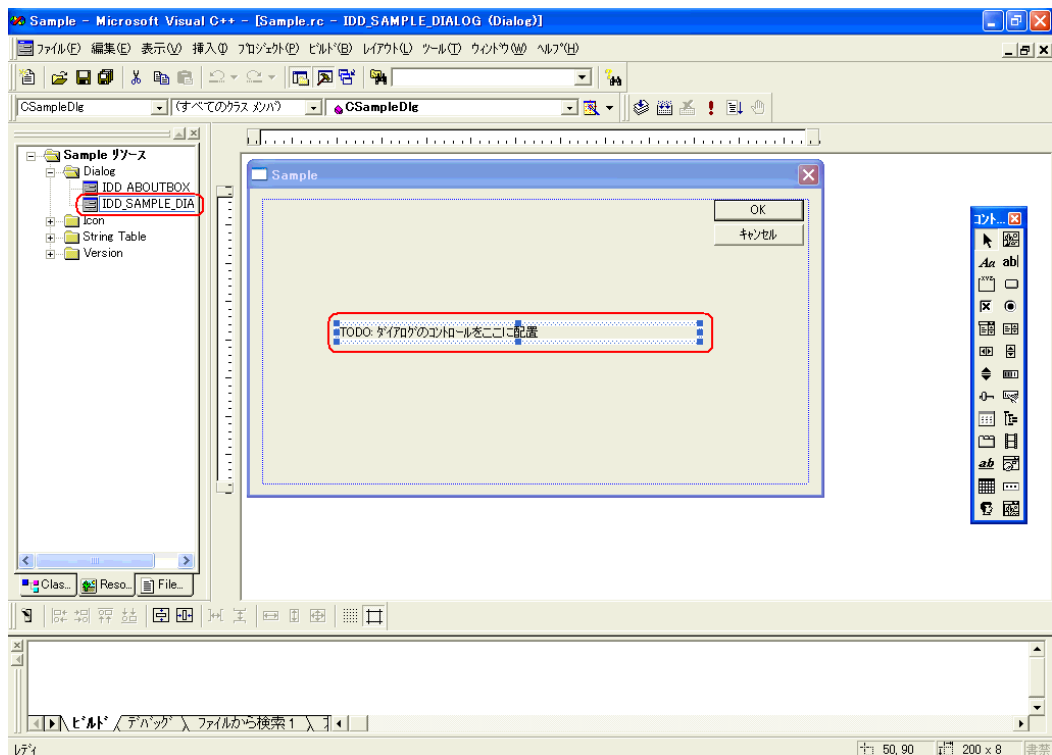 Sample - Microsoft Visual C++ - [Sample.rc - IDD_SAMPLE_DIALOG (Dialog)]
ファイル(F) 編集(E) 表示(V) 挿入(I) プロジェクト(P) ビルド(B) レイアウト(L) ツール(T) ウィンドウ(W) ヘルプ(H)
CSampleDlg (すべてのクラス メンバ) CSampleDlg
Sample リソース
Dialog
IDD_ABOUTBOX
IDD_SAMPLE_DIA
Icon
String Table
Version
Sample
OK
キャンセル
TODO: ダイアログのコントロールをここに配置
コント...
Aa ab|
XYZ
ab
Clas... Reso... File...
ビルド デバッグ ファイルから検索 1
レディ 50, 90 200 x 8 書禁